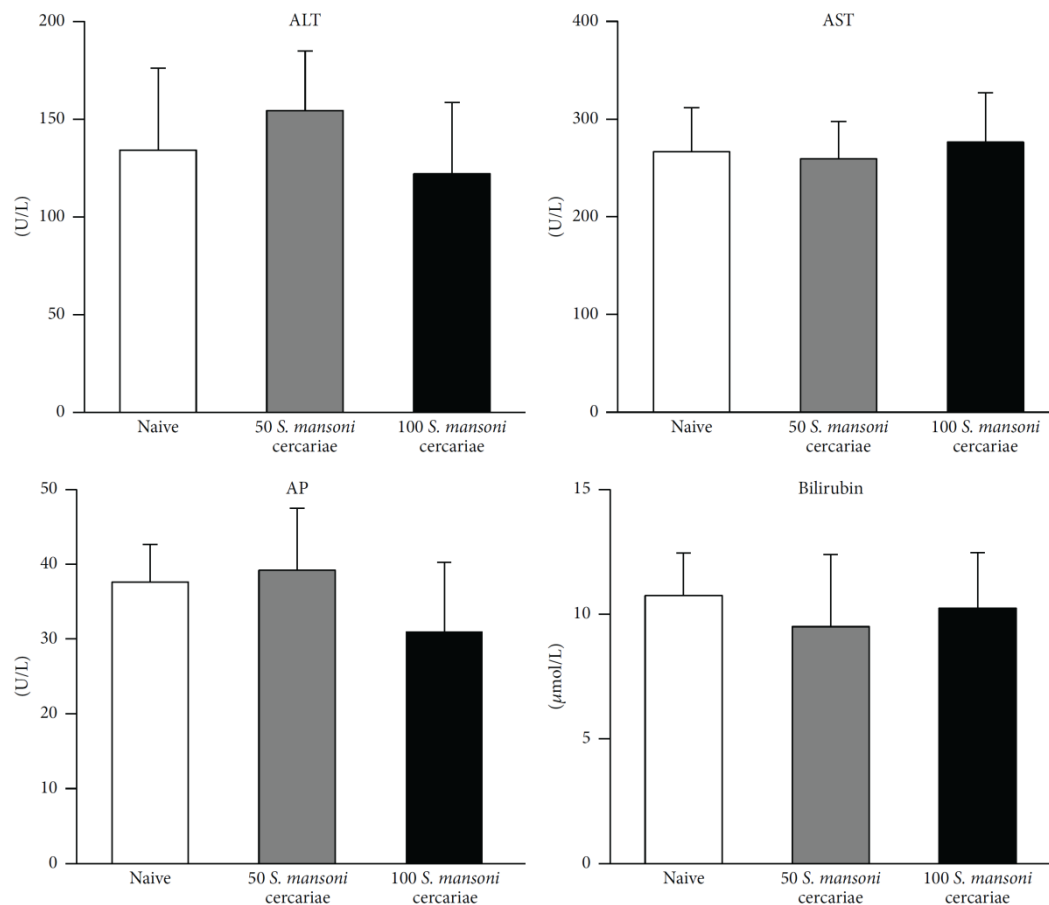 ALT
200
150
100
50
0
(U/L)
Naive
50 S. mansoni
cercariae
100 S. mansoni
cercariae
AST
400
300
200
100
0
(U/L)
Naive
50 S. mansoni
cercariae
100 S. mansoni
cercariae
AP
50
40
30
20
10
0
(U/L)
Naive
50 S. mansoni
cercariae
100 S. mansoni
cercariae
Bilirubin
15
10
5
0
(μmol/L)
Naive
50 S. mansoni
cercariae
100 S. mansoni
cercariae